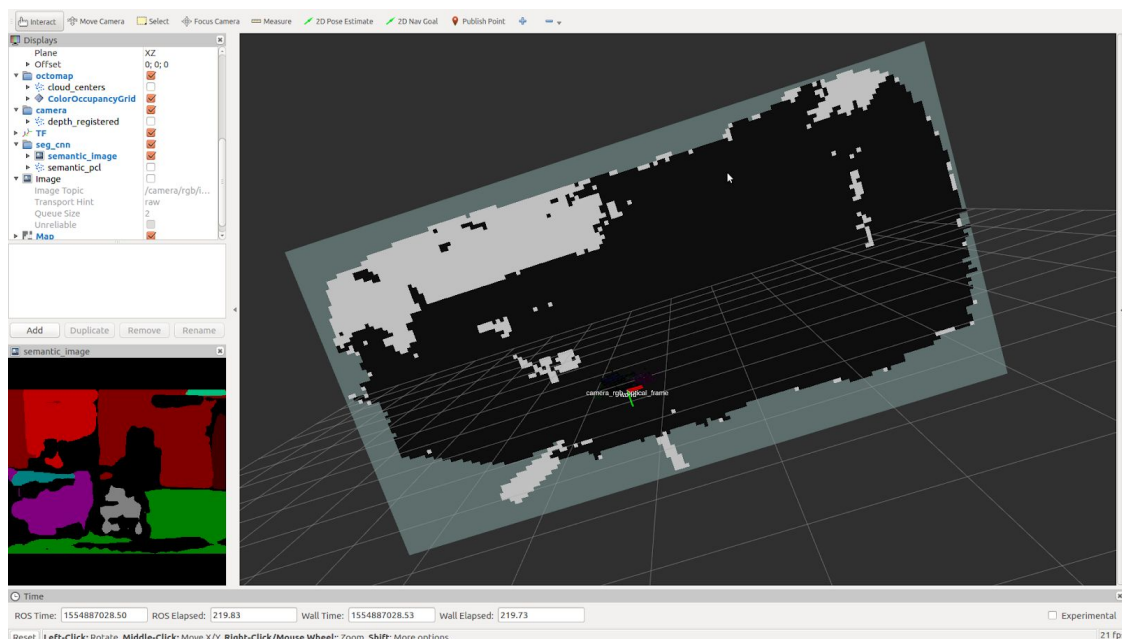 Interact Move Camera Select Focus Camera Measure 2D Pose Estimate 2D Nav Goal Publish Point
Displays
Plane XZ
Offset 0; 0; 0
octomap
cloud_centers
ColorOccupancyGrid
camera
depth_registered
TF
seg_cnn
semantic_image
semantic_pcl
Image
Image Topic /camera/rgb/i...
Transport Hint raw
Queue Size 2
Unreliable
Map
Add Duplicate Remove Rename
semantic_image
camera_rgb_optical_frame
Time
ROS Time: 1554887028.50 ROS Elapsed: 219.83 Wall Time: 1554887028.53 Wall Elapsed: 219.73 Experimental
Reset Left-Click: Rotate. Middle-Click: Move X/Y. Right-Click/Mouse Wheel:: Zoom. Shift: More options. 21 fp